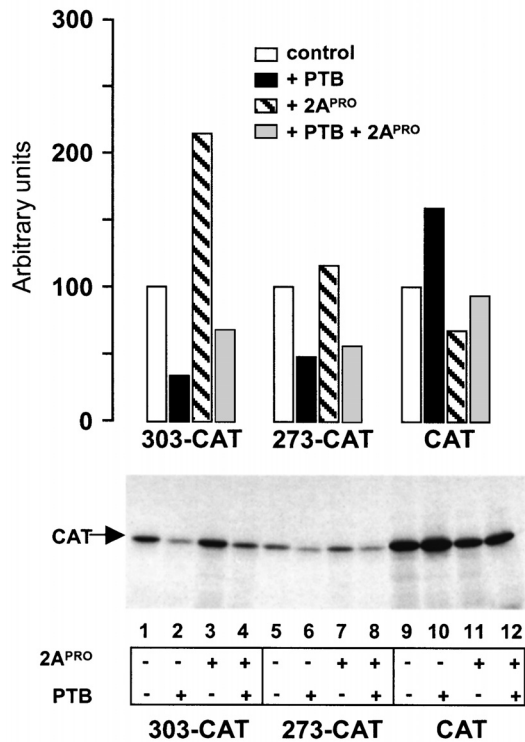 300
200
100
0
Arbitrary units
control
+ PTB
+ 2APRO
+ PTB + 2APRO
303-CAT 273-CAT CAT
CAT
1 2 3 4 5 6 7 8 9 10 11 12
2APRO - - + + - - + + - - + +
PTB - + - + - + - + - + - +
303-CAT 273-CAT CAT